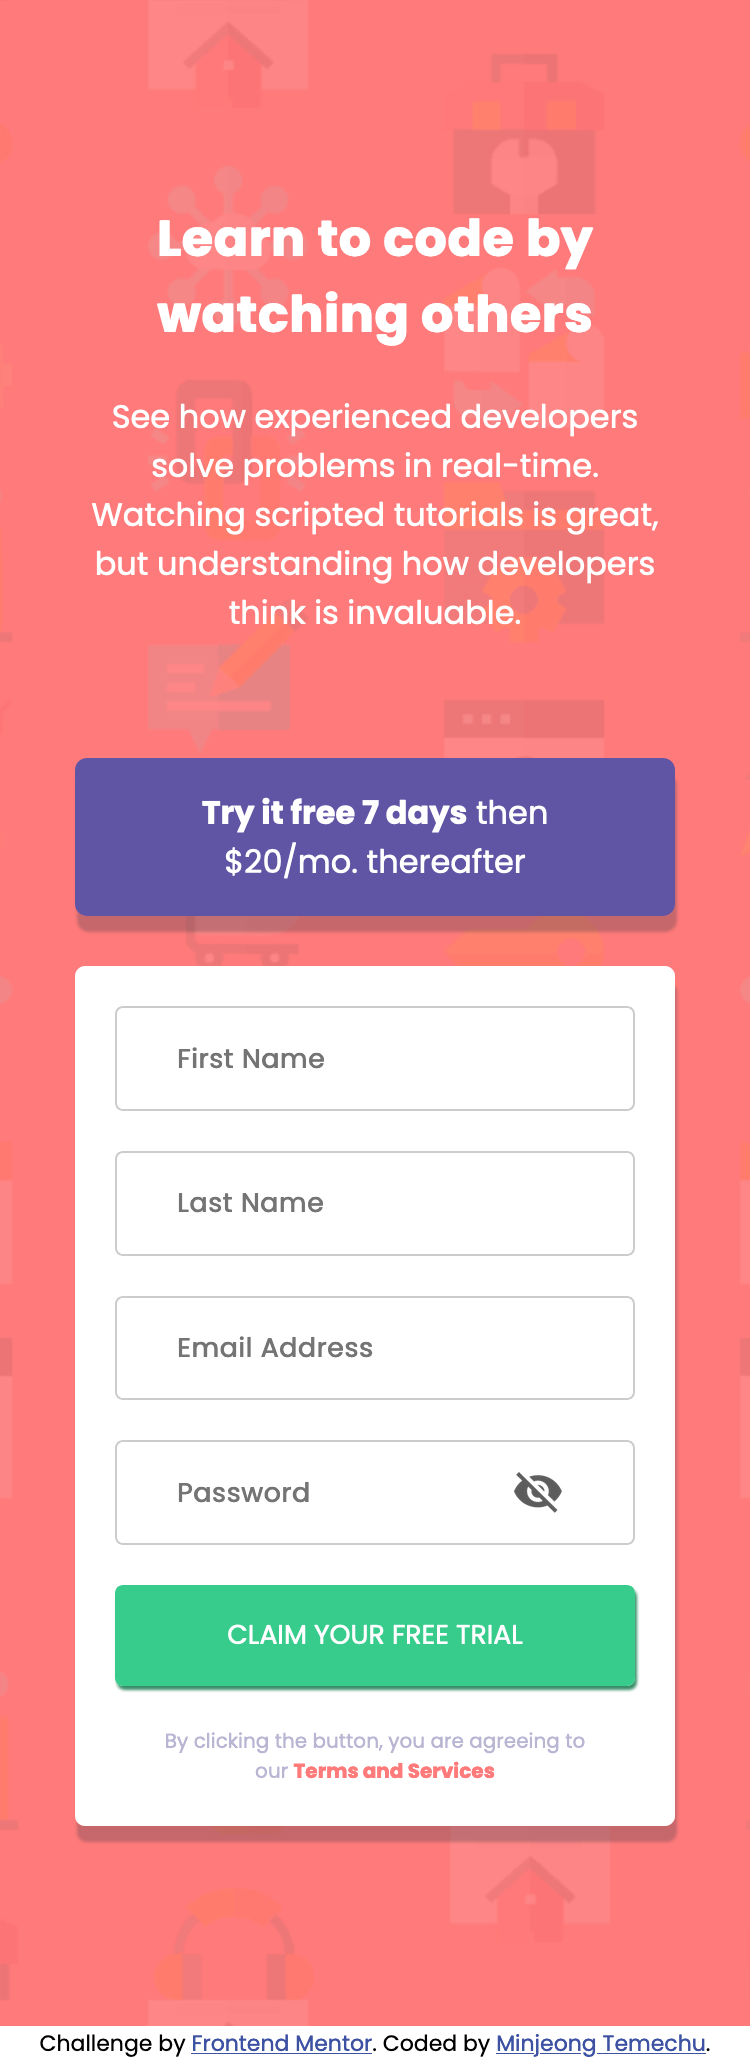 Learn to code by
watching others
See how experienced developers
solve problems in real-time.
Watching scripted tutorials is great,
but understanding how developers
think is invaluable.
Try it free 7 days then
$20/mo. thereafter
First Name
Last Name
Email Address
Password
CLAIM YOUR FREE TRIAL
By clicking the button, you are agreeing to
our Terms and Services
Challenge by Frontend Mentor. Coded by Minjeong Temechu.